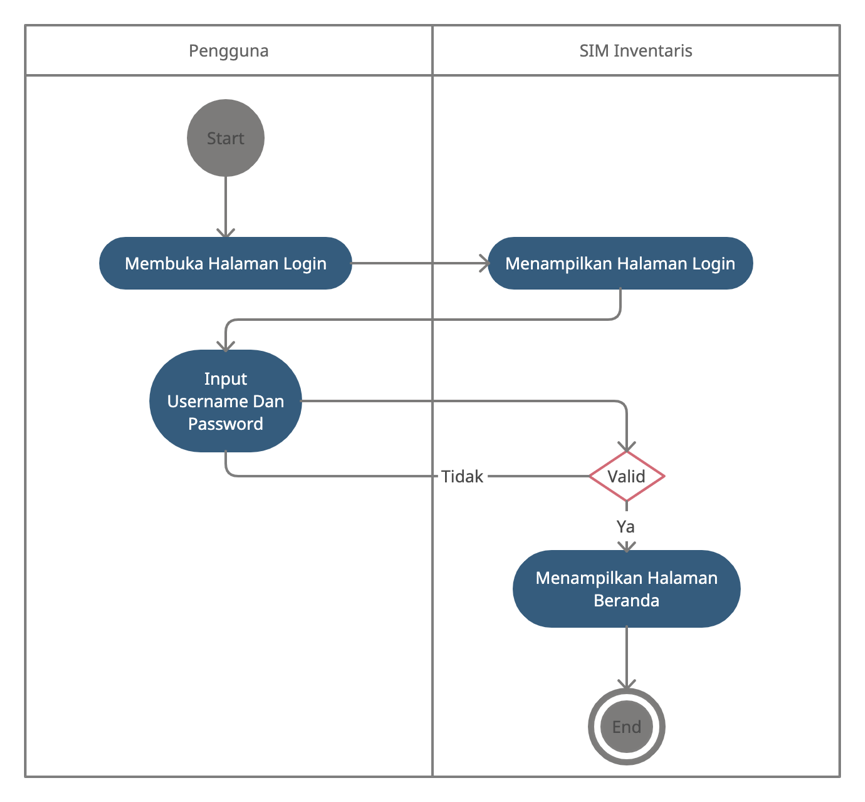 Pengguna
SIM Inventaris
Start
Membuka Halaman Login
Menampilkan Halaman Login
Input
Username Dan
Password
Tidak
Valid
Ya
Menampilkan Halaman
Beranda
End